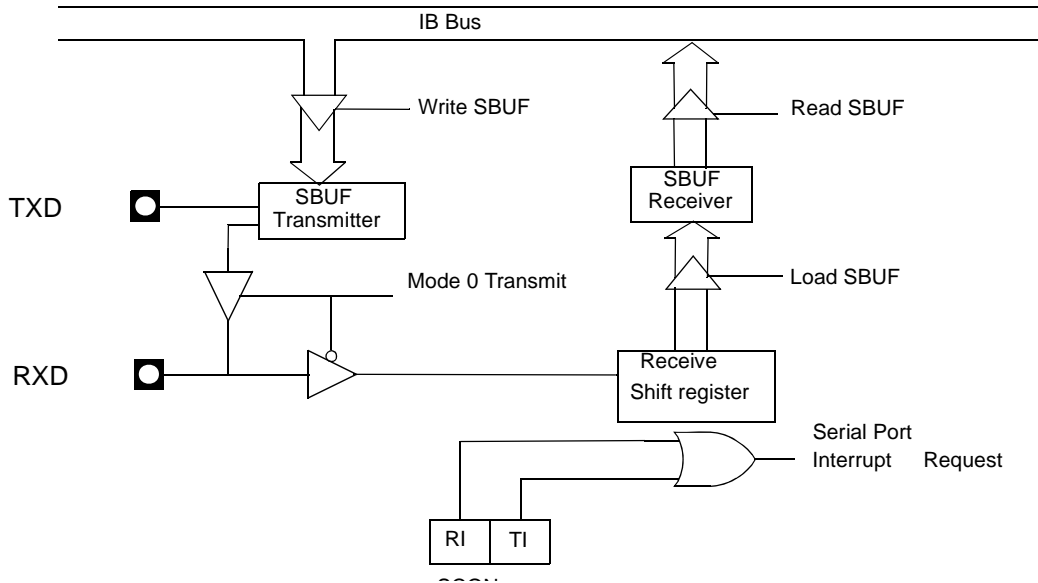 IB Bus
Write SBUF
Read SBUF
SBUF
Transmitter
SBUF
Receiver
TXD
Mode 0 Transmit
Load SBUF
RXD
Receive
Shift register
Serial Port
Interrupt Request
RI TI